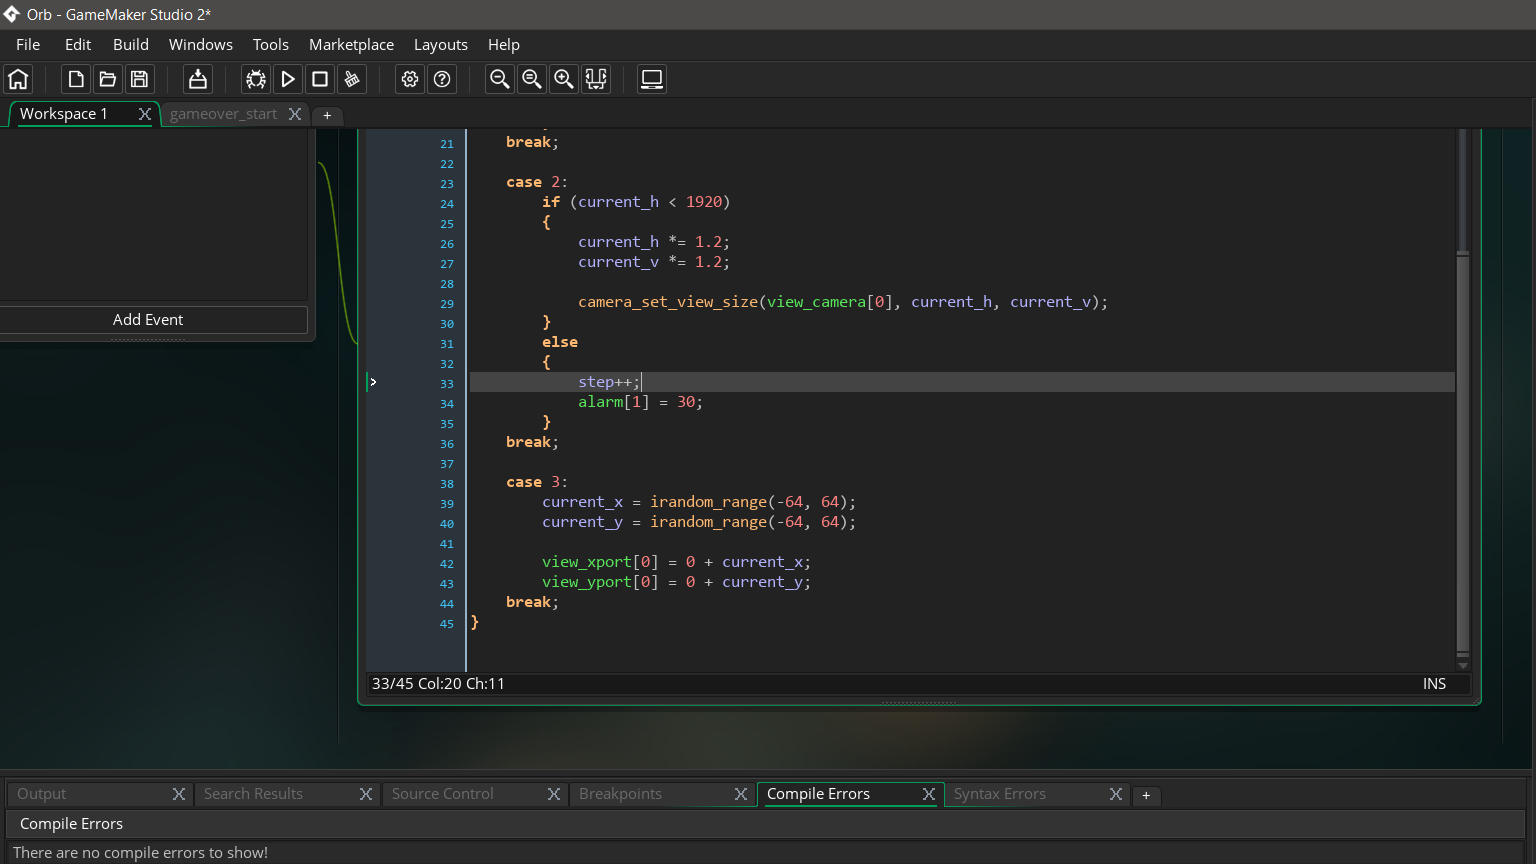 Orb - GameMaker Studio 2*
File Edit Build Windows Tools Marketplace Layouts Help
Workspace 1 gameover_start +
21 break;
22
23 case 2:
24 if (current_h < 1920)
25 {
26 current_h *= 1.2;
27 current_v *= 1.2;
28
29 camera_set_view_size(view_camera[0], current_h, current_v);
30 }
31 else
32 {
33 step++;
34 alarm[1] = 30;
35 }
36 break;
37
38 case 3:
39 current_x = irandom_range(-64, 64);
40 current_y = irandom_range(-64, 64);
41
42 view_xport[0] = 0 + current_x;
43 view_yport[0] = 0 + current_y;
44 break;
45 }
Add Event
33/45 Col:20 Ch:11 INS
Output Search Results Source Control Breakpoints Compile Errors Syntax Errors +
Compile Errors
There are no compile errors to show!